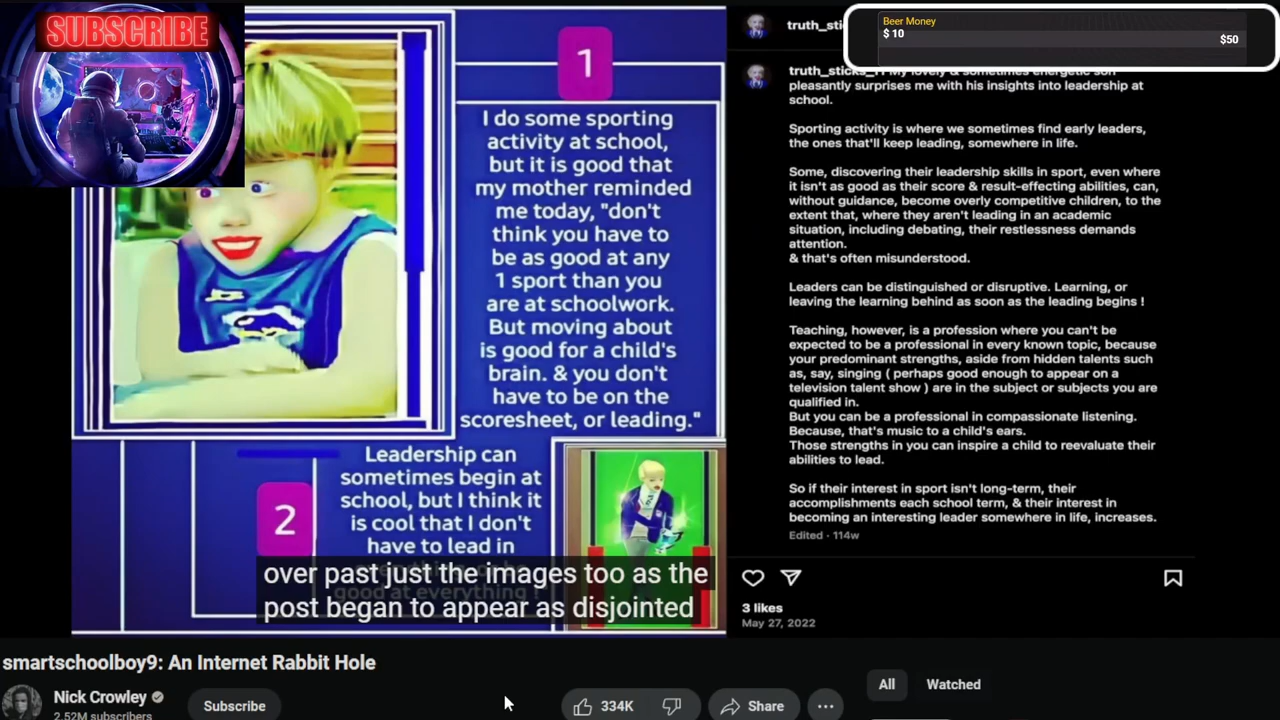 SUBSCRIBE
Beer Money
$ 10
$50
1
I do some sporting
activity at school,
but it is good that
my mother reminded
me today, "don't
think you have to
be as good at any
1 sport than you
are at schoolwork.
But moving about
is good for a child's
brain. & you don't
have to be on the
scoresheet, or leading."
2
Leadership can
sometimes begin at
school, but I think it
is cool that I don't
have to lead in
good at everything !
over past just the images too as the
post began to appear as disjointed
truth_sti
pleasantly surprises me with his insights into leadership at
school.
Sporting activity is where we sometimes find early leaders,
the ones that'll keep leading, somewhere in life.
Some, discovering their leadership skills in sport, even where
it isn't as good as their score & result-effecting abilities, can,
without guidance, become overly competitive children, to the
extent that, where they aren't leading in an academic
situation, including debating, their restlessness demands
attention.
& that's often misunderstood.
Leaders can be distinguished or disruptive. Learning, or
leaving the learning behind as soon as the leading begins !
Teaching, however, is a profession where you can't be
expected to be a professional in every known topic, because
your predominant strengths, aside from hidden talents such
as, say, singing ( perhaps good enough to appear on a
television talent show ) are in the subject or subjects you are
qualified in.
But you can be a professional in compassionate listening.
Because, that's music to a child's ears.
Those strengths in you can inspire a child to reevaluate their
abilities to lead.
So if their interest in sport isn't long-term, their
accomplishments each school term, & their interest in
becoming an interesting leader somewhere in life, increases.
Edited · 114w
3 likes
May 27, 2022
smartschoolboy9: An Internet Rabbit Hole
Nick Crowley
2.52M subscribers
Subscribe
334K
Share
All
Watched